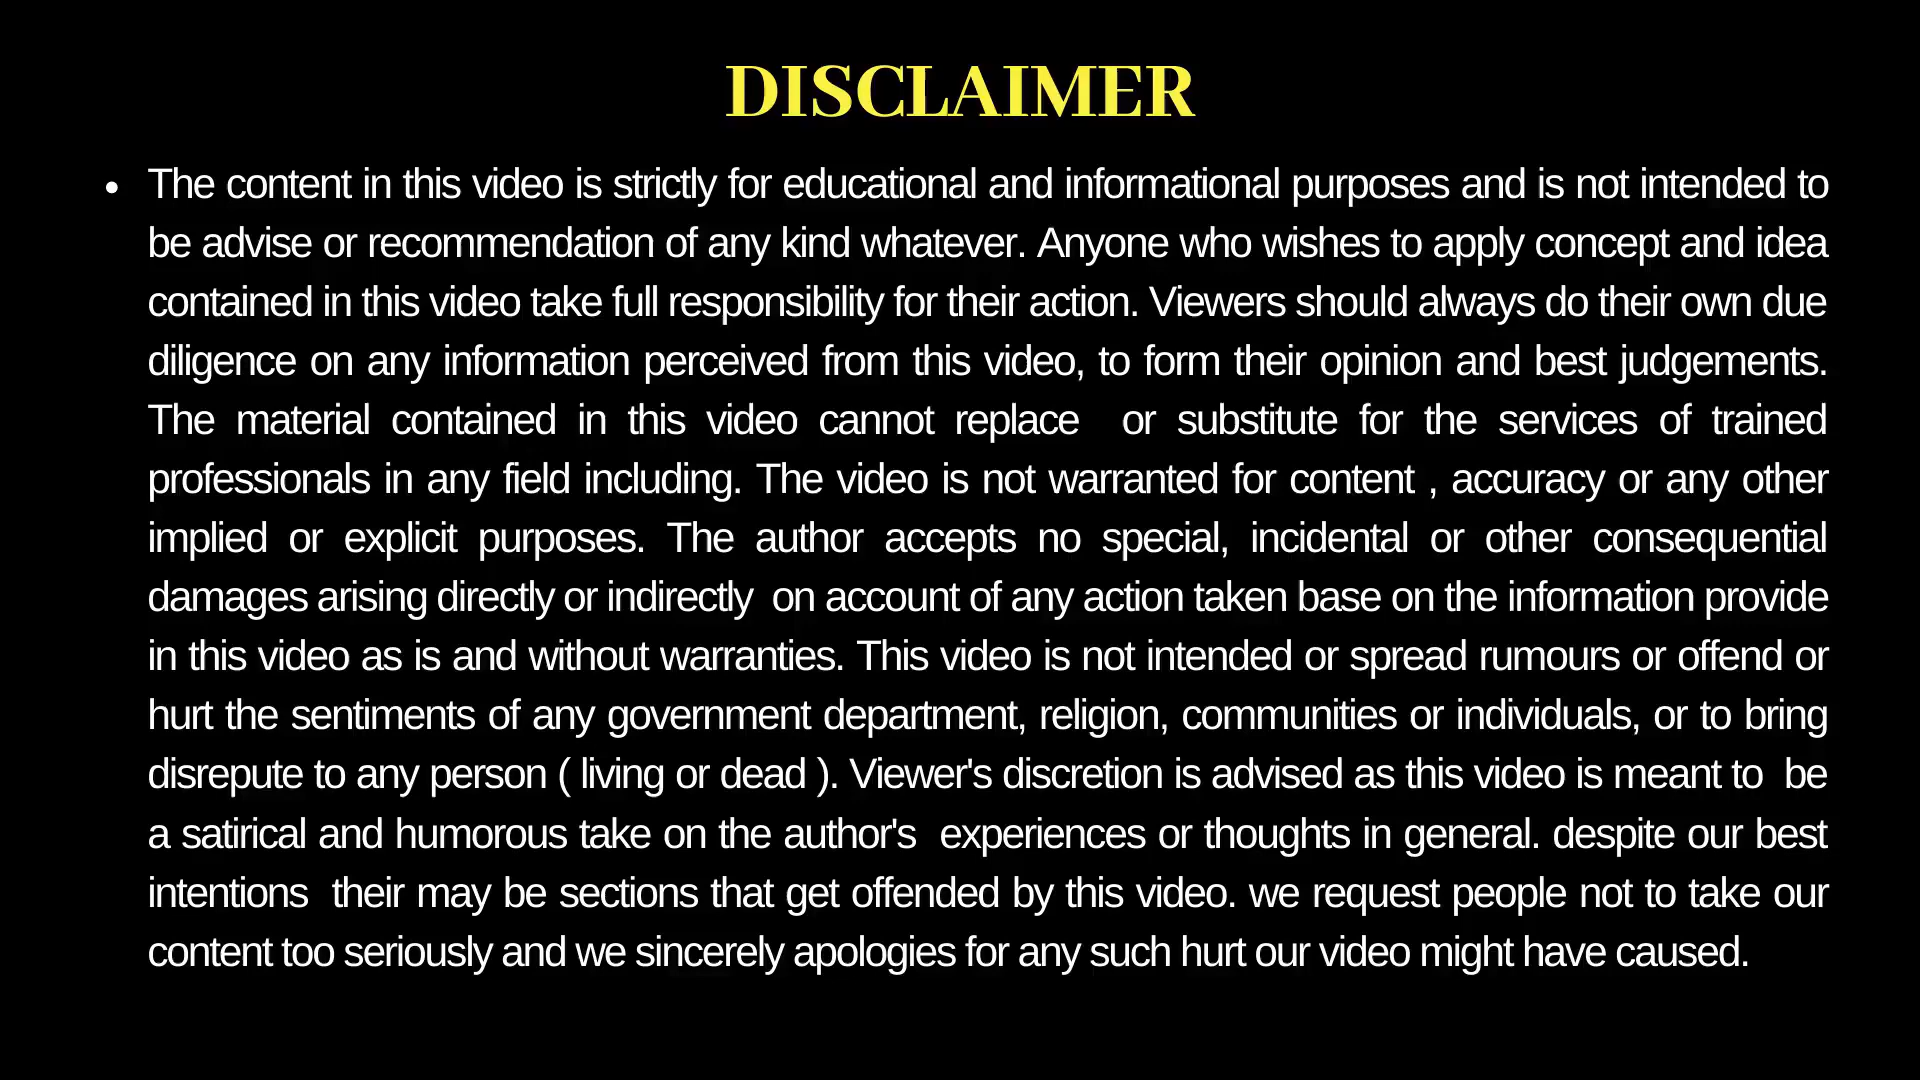 DISCLAIMER
• The content in this video is strictly for educational and informational purposes and is not intended to
be advise or recommendation of any kind whatever. Anyone who wishes to apply concept and idea
contained in this video take full responsibility for their action. Viewers should always do their own due
diligence on any information perceived from this video, to form their opinion and best judgements.
The material contained in this video cannot replace or substitute for the services of trained
professionals in any field including. The video is not warranted for content , accuracy or any other
implied or explicit purposes. The author accepts no special, incidental or other consequential
damages arising directly or indirectly on account of any action taken base on the information provide
in this video as is and without warranties. This video is not intended or spread rumours or offend or
hurt the sentiments of any government department, religion, communities or individuals, or to bring
disrepute to any person ( living or dead ). Viewer's discretion is advised as this video is meant to be
a satirical and humorous take on the author's experiences or thoughts in general. despite our best
intentions their may be sections that get offended by this video. we request people not to take our
content too seriously and we sincerely apologies for any such hurt our video might have caused.